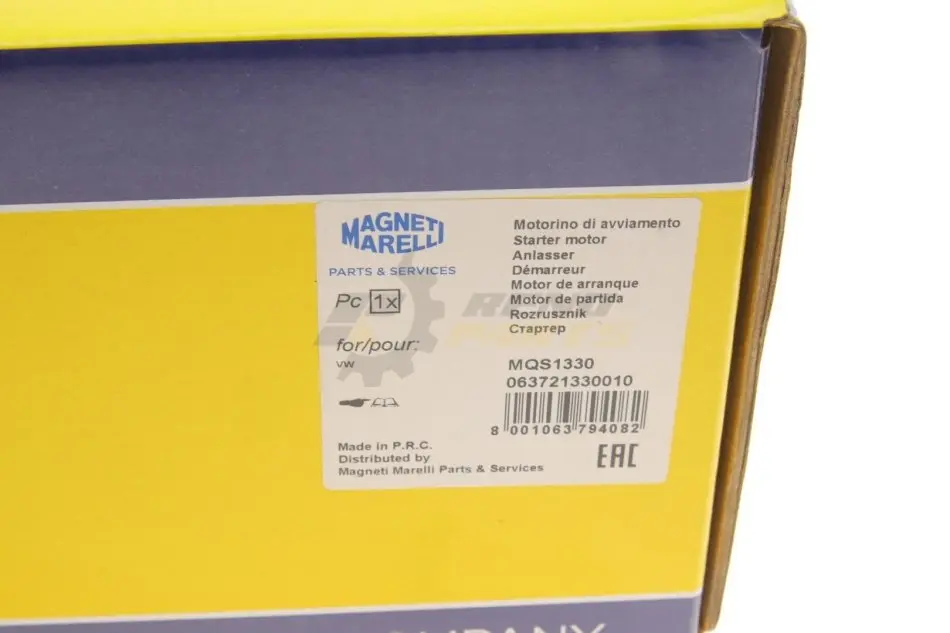 MAGNETI
MARELLI
PARTS & SERVICES
Pc 1x
for/pour:
VW
Motorino di avviamento
Starter motor
Anlasser
Démarreur
Motor de arranque
Motor de partida
Rozrusznik
Стартер
MQS1330
063721330010
8 001063 794082
Made in P.R.C.
Distributed by
Magneti Marelli Parts & Services
EAC
PARTS